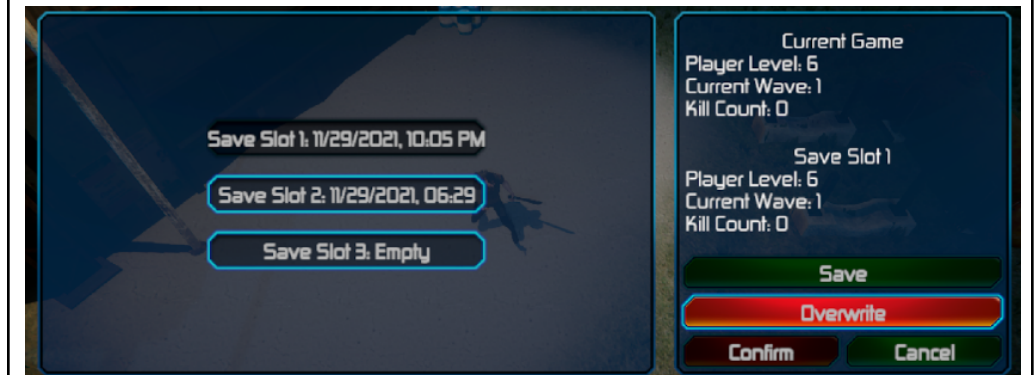 Save Slot 1: 11/29/2021, 10:05 PM
Save Slot 2: 11/29/2021, 06:29
Save Slot 3: Empty
Current Game
Player Level: 6
Current Wave: 1
Kill Count: 0
Save Slot 1
Player Level: 6
Current Wave: 1
Kill Count: 0
Save
Overwrite
Confirm Cancel